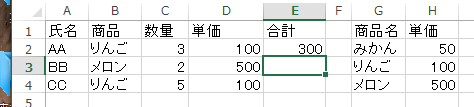 A B C D E F G H
1 氏名 商品 数量 単価 合計 商品名 単価
2 AA りんご 3 100 300 みかん 50
3 BB メロン 2 500 りんご 100
4 CC りんご 5 100 メロン 500